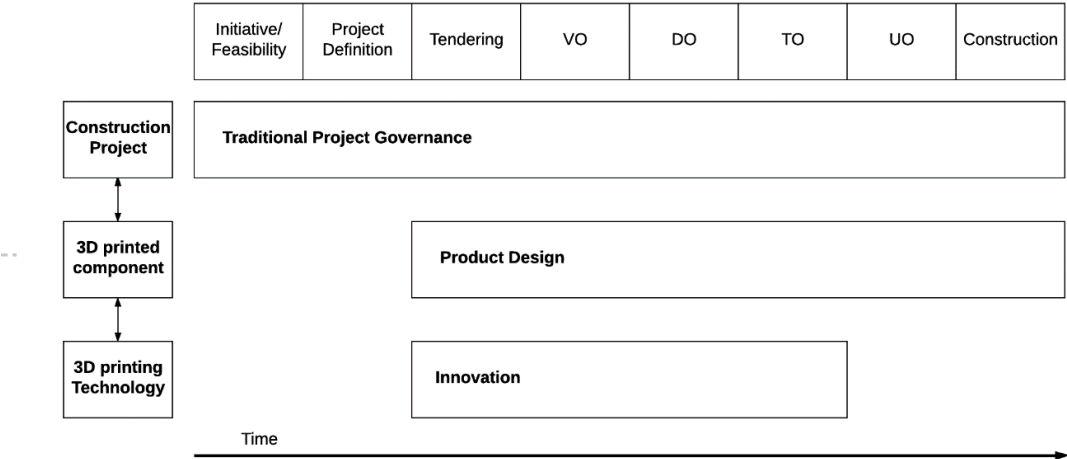 Initiative/
Feasibility
Project
Definition
Tendering
VO
DO
TO
UO
Construction
Construction
Project
Traditional Project Governance
3D printed
component
Product Design
3D printing
Technology
Innovation
Time